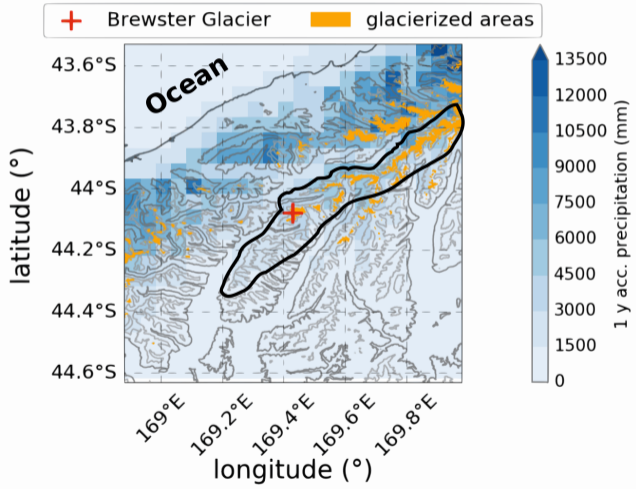 Brewster Glacier
glacierized areas
Ocean
43.6°S
43.8°S
44°S
44.2°S
44.4°S
44.6°S
latitude (°)
169°E
169.2°E
169.4°E
169.6°E
169.8°E
longitude (°)
13500
12000
10500
9000
7500
6000
4500
3000
1500
0
1 y acc. precipitation (mm)